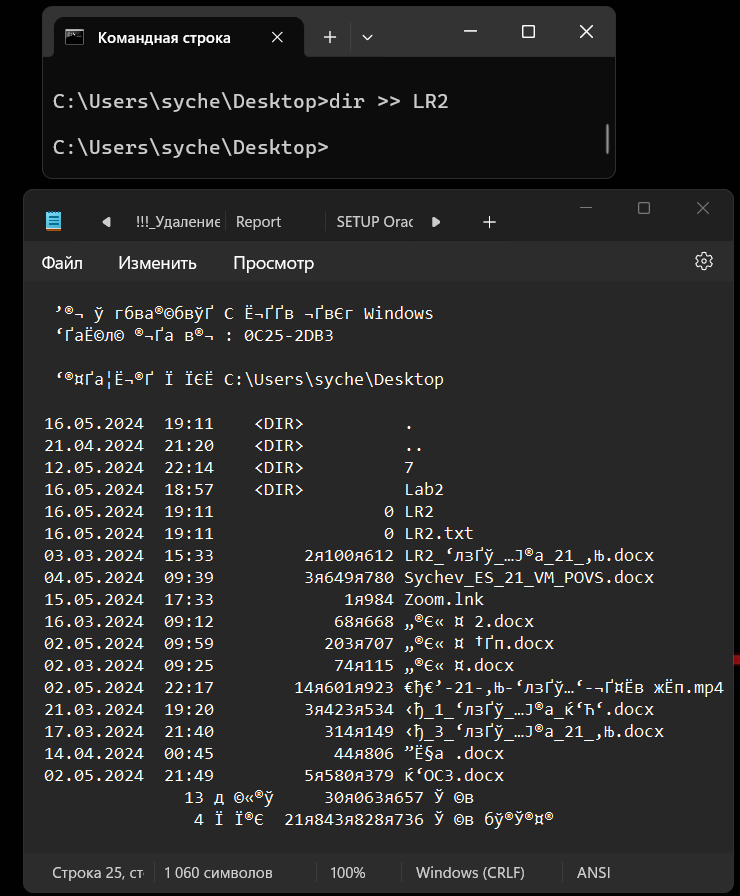 Командная строка
C:\Users\syche\Desktop>dir >> LR2
C:\Users\syche\Desktop>
!!!_Удаление Report SETUP Orac
Файл Изменить Просмотр
’®¬ ў гбва®©бвўҐ C Ё¬ҐҐв ¬ҐвЄг Windows
‘ҐаЁ©л© ®¬Ґа в®¬ : 0C25-2DB3
‘®¤Ґа¦Ё¬®Ґ Ї ЇЄЁ C:\Users\syche\Desktop
16.05.2024 19:11 <DIR> .
21.04.2024 21:20 <DIR> ..
12.05.2024 22:14 <DIR> 7
16.05.2024 18:57 <DIR> Lab2
16.05.2024 19:11 0 LR2
16.05.2024 19:11 0 LR2.txt
03.03.2024 15:33 2я100я612 LR2_‘лзҐў_…Ј®а_21_‚Њ.docx
04.05.2024 09:39 3я649я780 Sychev_ES_21_VM_POVS.docx
15.05.2024 17:33 1я984 Zoom.lnk
16.03.2024 09:12 68я668 „®Є« ¤ 2.docx
02.05.2024 09:59 203я707 „®Є« ¤ †Ґп.docx
02.03.2024 09:25 74я115 „®Є« ¤.docx
02.05.2024 22:17 14я601я923 €ђ€’-21-‚Њ-‘лзҐў…‘-¬Ґ¤Ёв жЁп.mp4
21.03.2024 19:20 3я423я534 ‹ђ_1_‘лзҐў_…Ј®а_Ќ‘Ћ‘.docx
17.03.2024 21:40 314я149 ‹ђ_3_‘лзҐў_…Ј®а_21_‚Њ.docx
14.04.2024 00:45 44я806 ”Ё§а .docx
02.05.2024 21:49 5я580я379 Ќ‘ОС3.docx
13 д ©«®ў 30я063я657 Ў ©в
4 Ї Ї®Є 21я843я828я736 Ў ©в бў®Ў®¤®
Строка 25, ст 1 060 символов 100% Windows (CRLF) ANSI